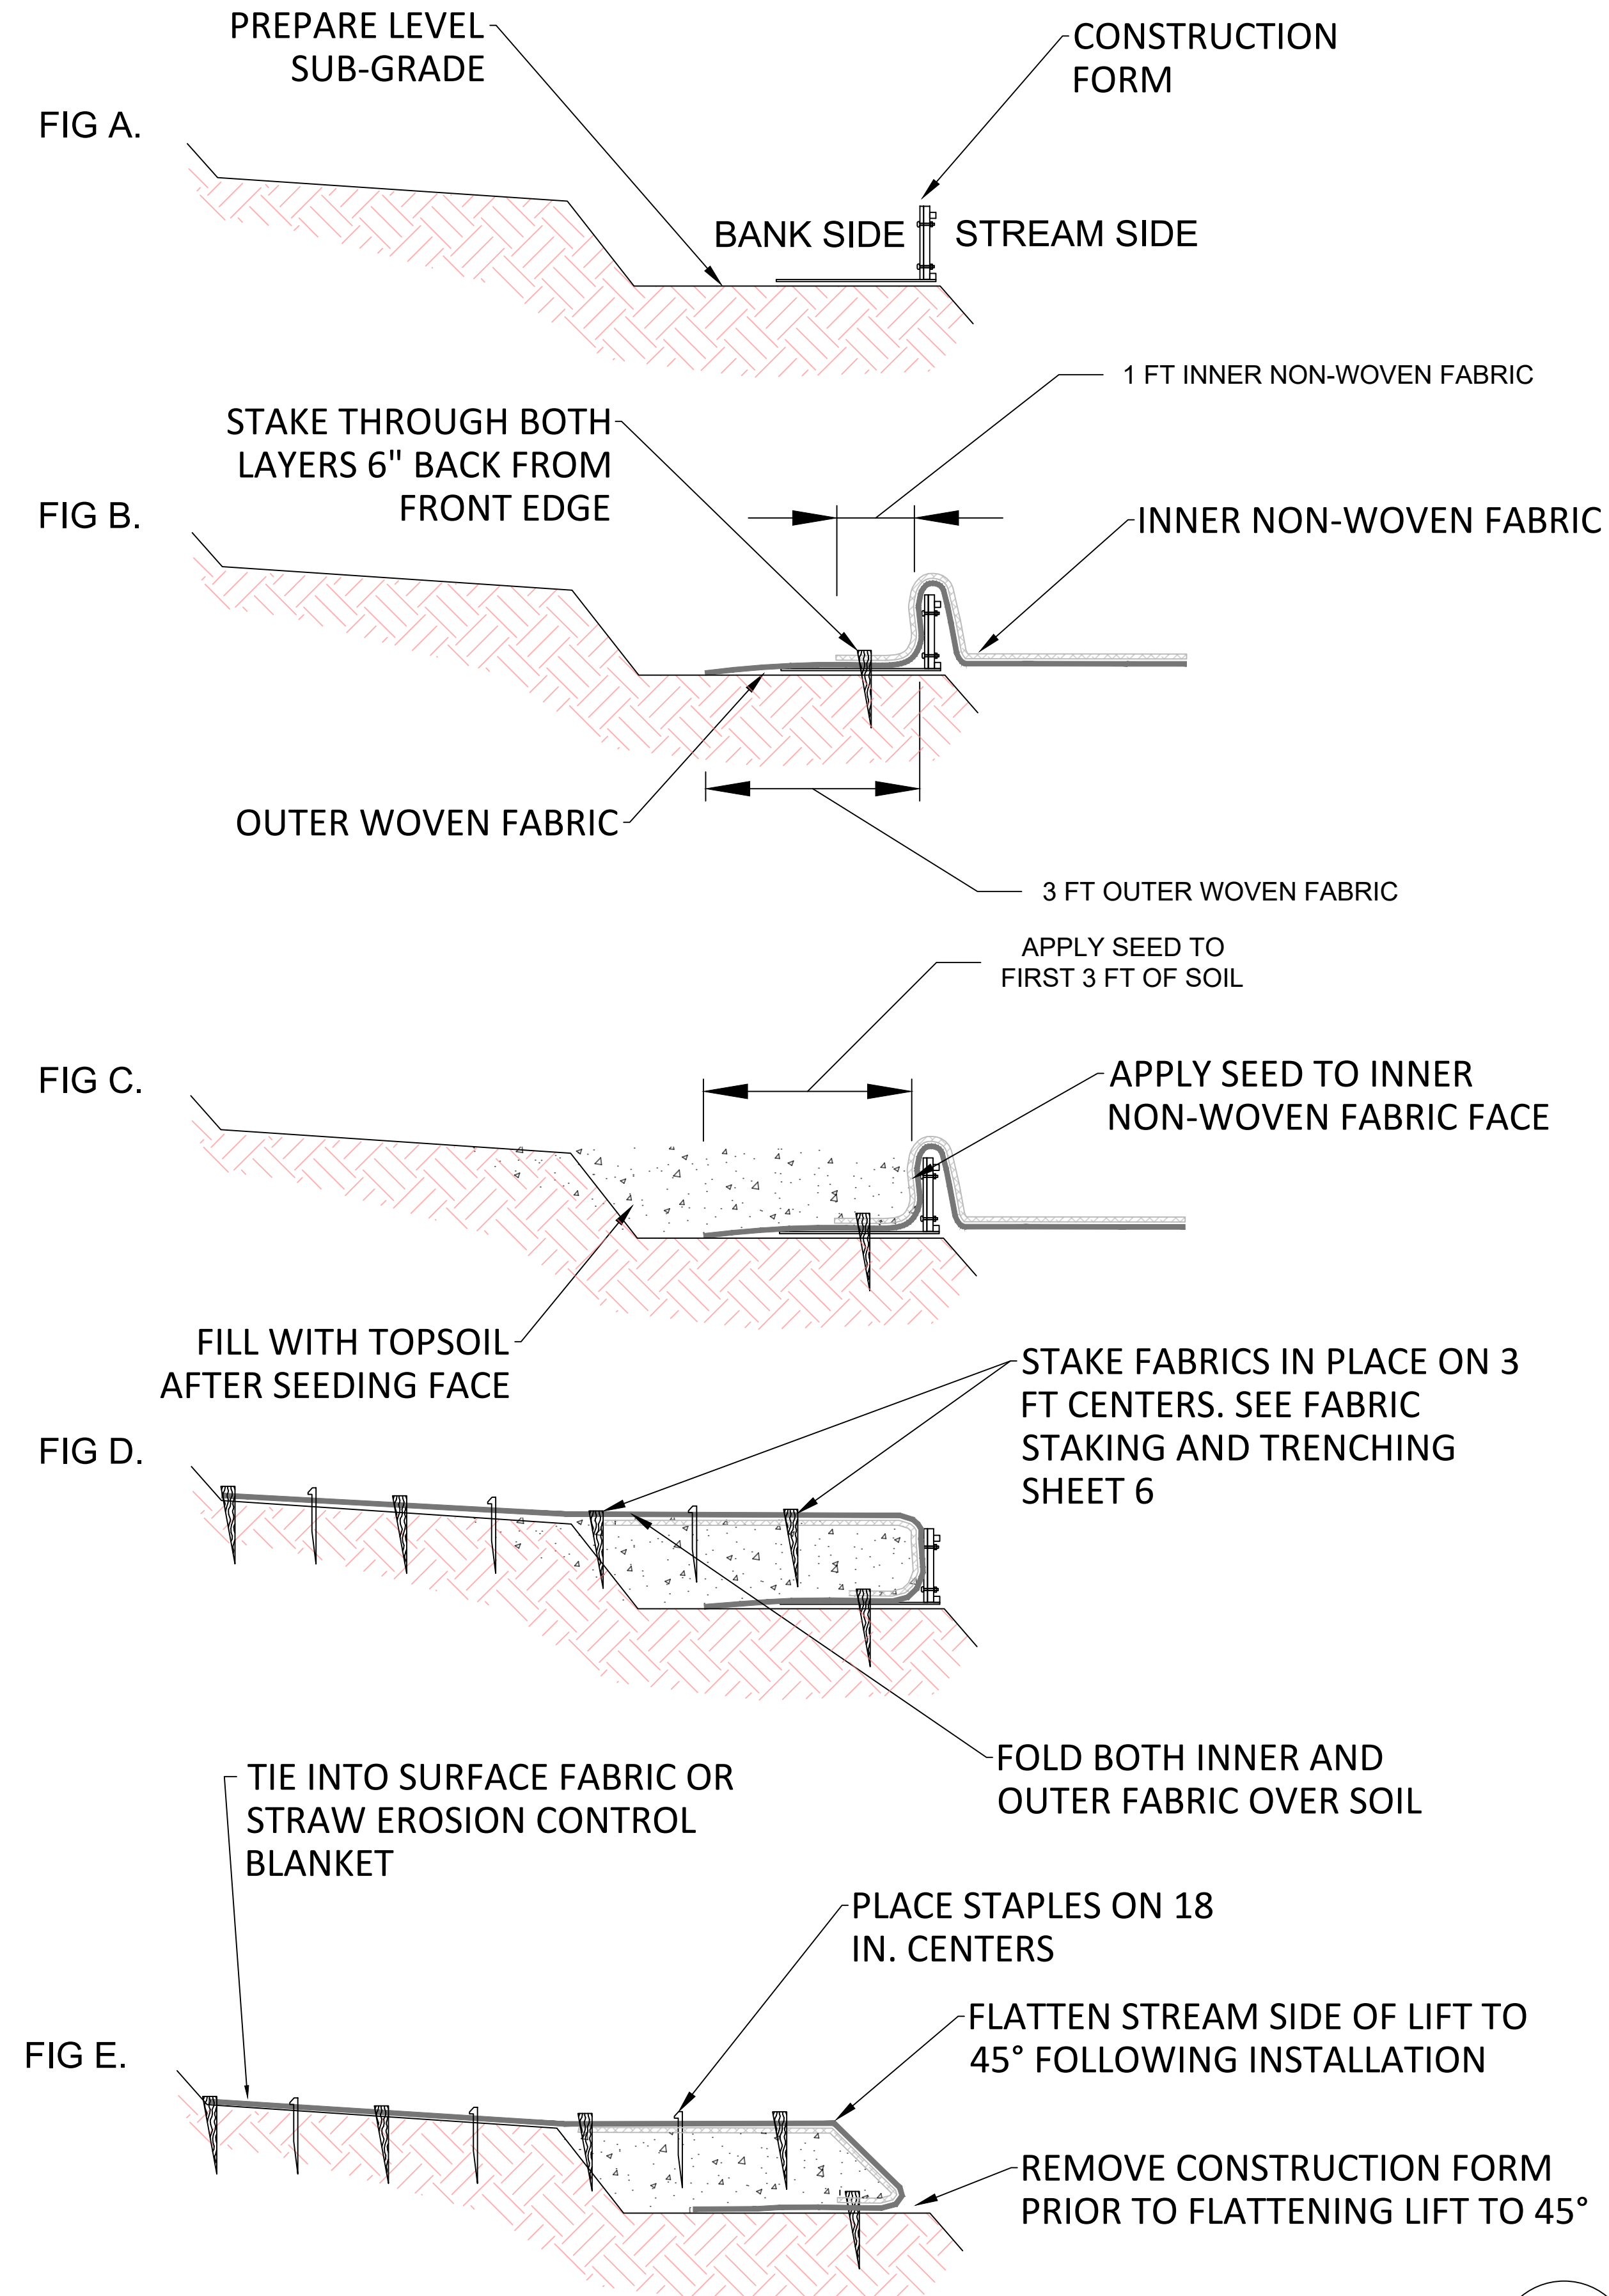 PREPARE LEVEL
SUB-GRADE
CONSTRUCTION
FORM
FIG A.
BANK SIDE
STREAM SIDE
1 FT INNER NON-WOVEN FABRIC
STAKE THROUGH BOTH
LAYERS 6" BACK FROM
FRONT EDGE
FIG B.
INNER NON-WOVEN FABRIC
OUTER WOVEN FABRIC
3 FT OUTER WOVEN FABRIC
APPLY SEED TO
FIRST 3 FT OF SOIL
FIG C.
APPLY SEED TO INNER
NON-WOVEN FABRIC FACE
FILL WITH TOPSOIL
AFTER SEEDING FACE
STAKE FABRICS IN PLACE ON 3
FT CENTERS. SEE FABRIC
STAKING AND TRENCHING
SHEET 6
FIG D.
FOLD BOTH INNER AND
OUTER FABRIC OVER SOIL
TIE INTO SURFACE FABRIC OR
STRAW EROSION CONTROL
BLANKET
PLACE STAPLES ON 18
IN. CENTERS
FLATTEN STREAM SIDE OF LIFT TO
45° FOLLOWING INSTALLATION
FIG E.
REMOVE CONSTRUCTION FORM
PRIOR TO FLATTENING LIFT TO 45°